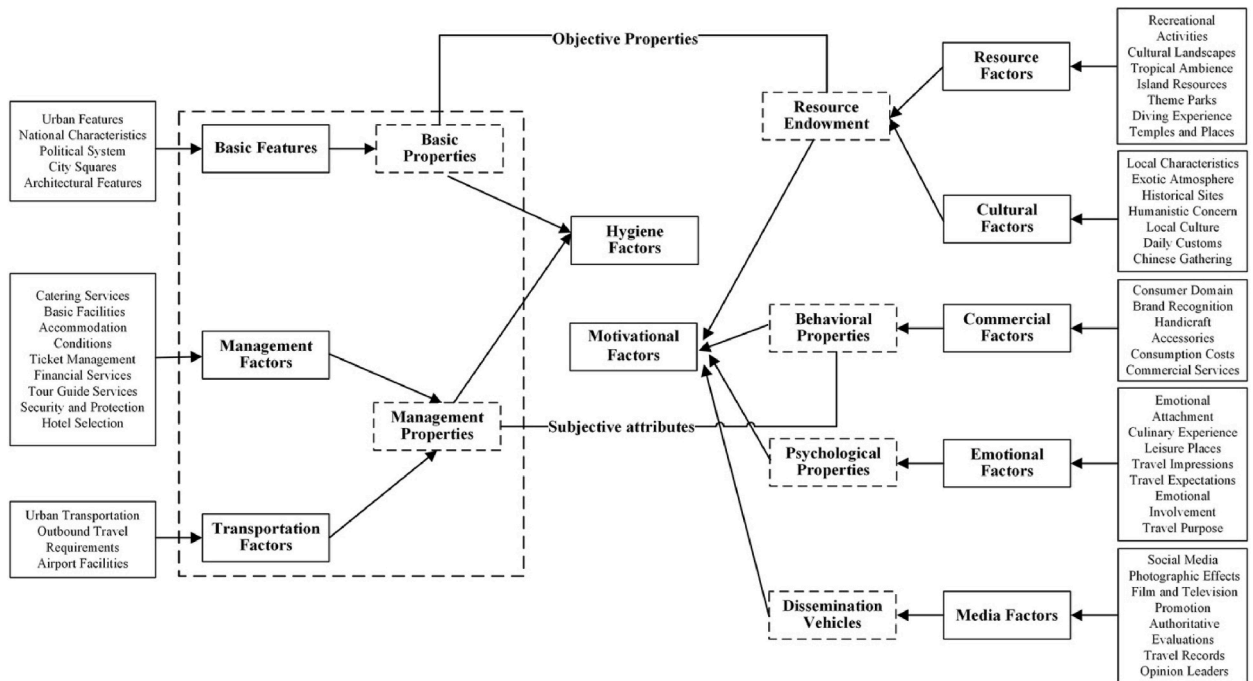 Objective Properties
Urban Features
National Characteristics
Political System
City Squares
Architectural Features
Basic Features
Basic
Properties
Hygiene
Factors
Catering Services
Basic Facilities
Accommodation
Conditions
Ticket Management
Financial Services
Tour Guide Services
Security and Protection
Hotel Selection
Management
Factors
Management
Properties
Subjective attributes
Urban Transportation
Outbound Travel
Requirements
Airport Facilities
Transportation
Factors
Motivational
Factors
Resource
Endowment
Resource
Factors
Recreational
Activities
Cultural Landscapes
Tropical Ambience
Island Resources
Theme Parks
Diving Experience
Temples and Places
Cultural
Factors
Local Characteristics
Exotic Atmosphere
Historical Sites
Humanistic Concern
Local Culture
Daily Customs
Chinese Gathering
Behavioral
Properties
Commercial
Factors
Consumer Domain
Brand Recognition
Handicraft
Accessories
Consumption Costs
Commercial Services
Psychological
Properties
Emotional
Factors
Emotional
Attachment
Culinary Experience
Leisure Places
Travel Impressions
Travel Expectations
Emotional
Involvement
Travel Purpose
Dissemination
Vehicles
Media Factors
Social Media
Photographic Effects
Film and Television
Promotion
Authoritative
Evaluations
Travel Records
Opinion Leaders